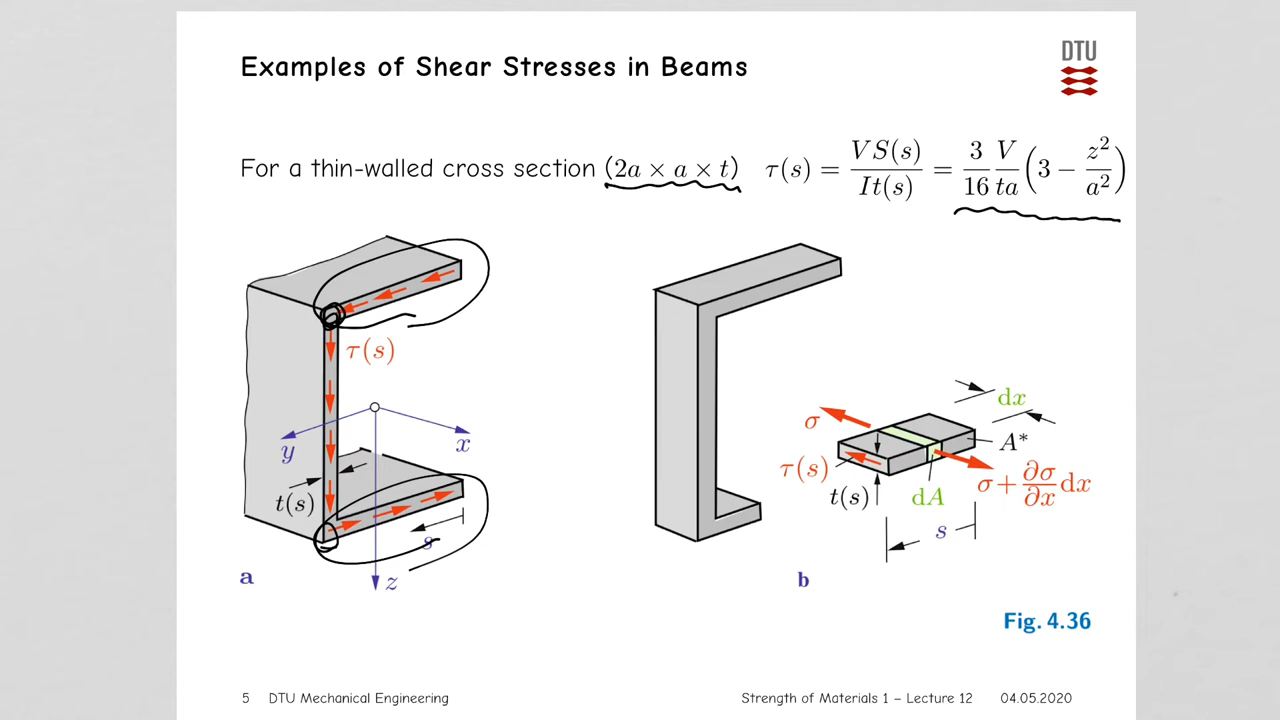 Examples of Shear Stresses in Beams
DTU
For a thin-walled cross section (2a × a × t) τ(s) = VS(s)/It(s) = 3/16 V/ta (3 − z²/a²)
τ(s)
y
x
t(s)
s
z
a
dx
σ
A*
τ(s)
σ + ∂σ/∂x dx
t(s)
dA
s
b
Fig. 4.36
5 DTU Mechanical Engineering
Strength of Materials 1 – Lecture 12 04.05.2020